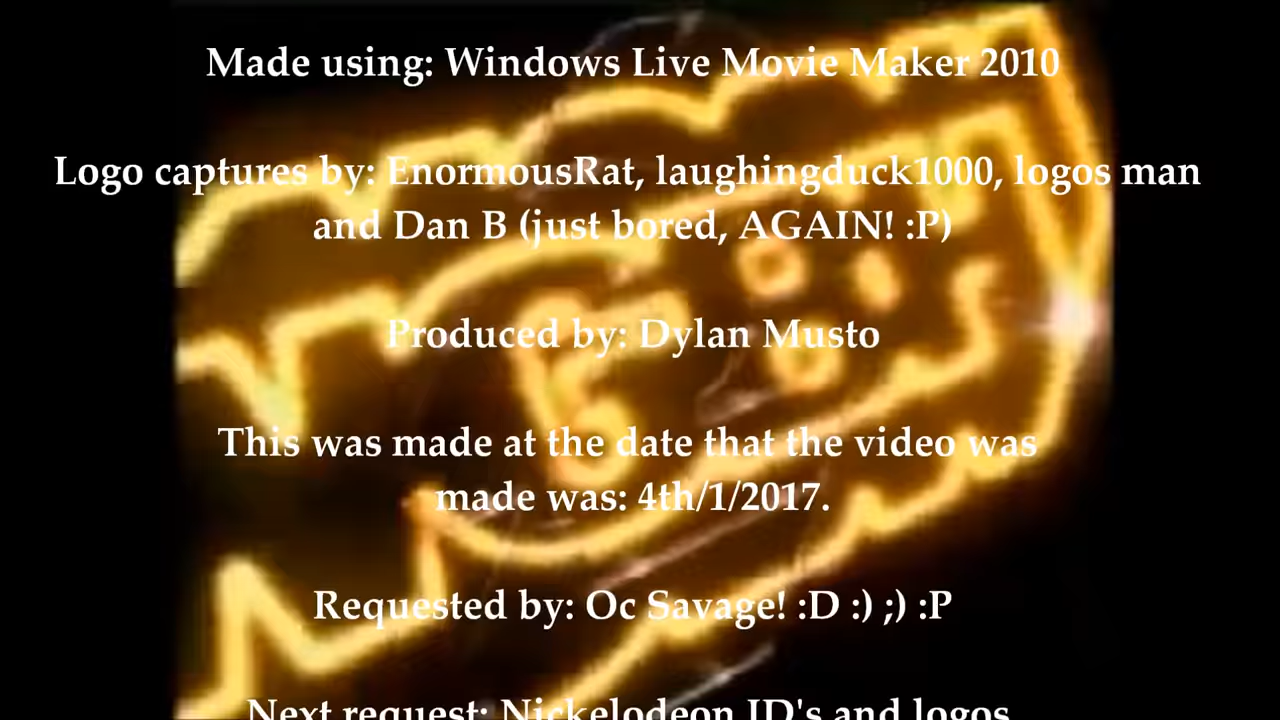 Made using: Windows Live Movie Maker 2010
Logo captures by: EnormousRat, laughingduck1000, logos man
and Dan B (just bored, AGAIN! :P)
Produced by: Dylan Musto
This was made at the date that the video was
made was: 4th/1/2017.
Requested by: Oc Savage! :D :) ;) :P
Next request: Nickelodeon ID's and logos